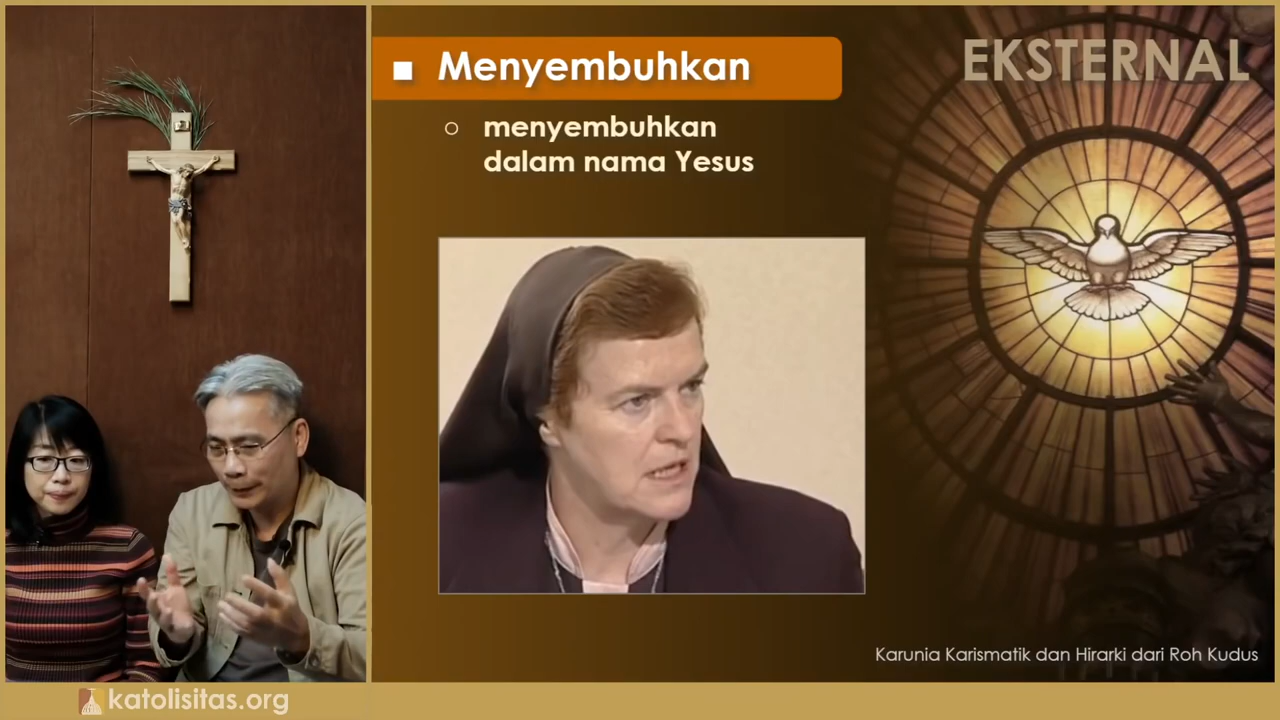 EKSTERNAL
▪ Menyembuhkan
○ menyembuhkan
dalam nama Yesus
Karunia Karismatik dan Hirarki dari Roh Kudus
katolisitas.org